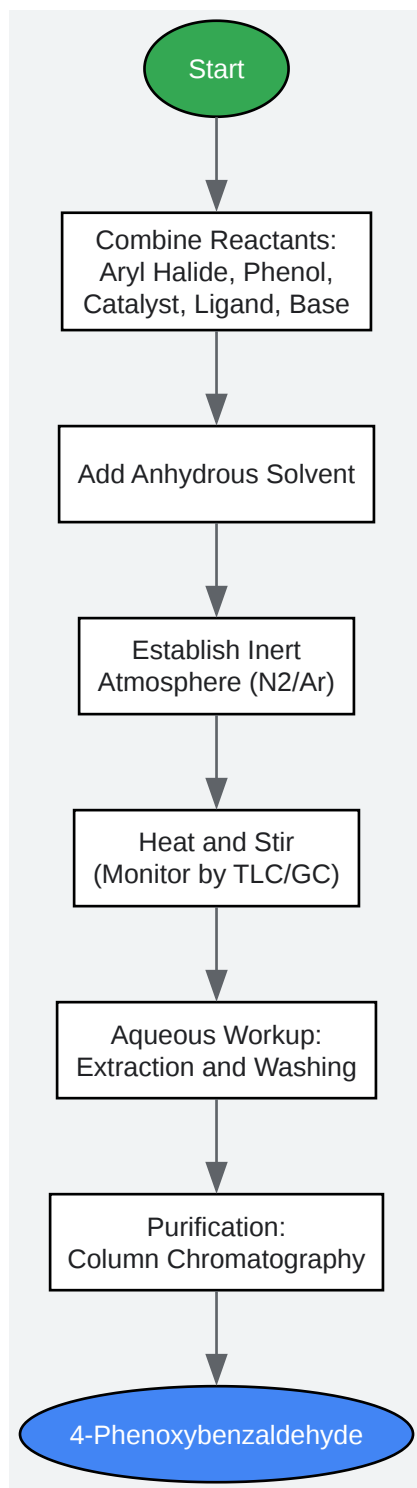 Start
Combine Reactants:
Aryl Halide, Phenol,
Catalyst, Ligand, Base
Add Anhydrous Solvent
Establish Inert
Atmosphere (N2/Ar)
Heat and Stir
(Monitor by TLC/GC)
Aqueous Workup:
Extraction and Washing
Purification:
Column Chromatography
4-Phenoxybenzaldehyde